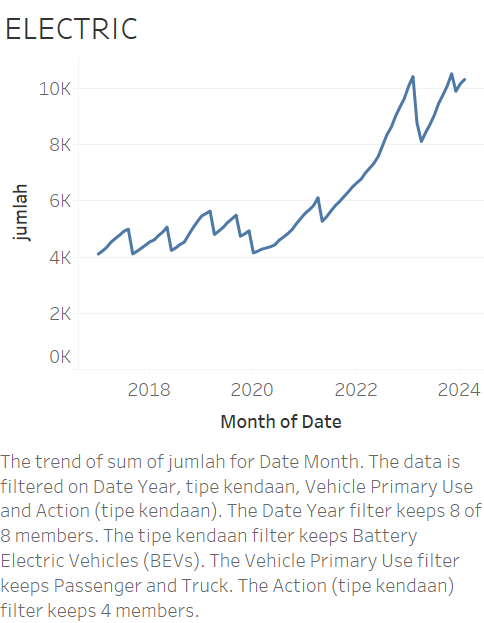 ELECTRIC
10K
8K
6K
4K
2K
0K
jumlah
2018 2020 2022 2024
Month of Date
The trend of sum of jumlah for Date Month. The data is
filtered on Date Year, tipe kendaan, Vehicle Primary Use
and Action (tipe kendaan). The Date Year filter keeps 8 of
8 members. The tipe kendaan filter keeps Battery
Electric Vehicles (BEVs). The Vehicle Primary Use filter
keeps Passenger and Truck. The Action (tipe kendaan)
filter keeps 4 members.